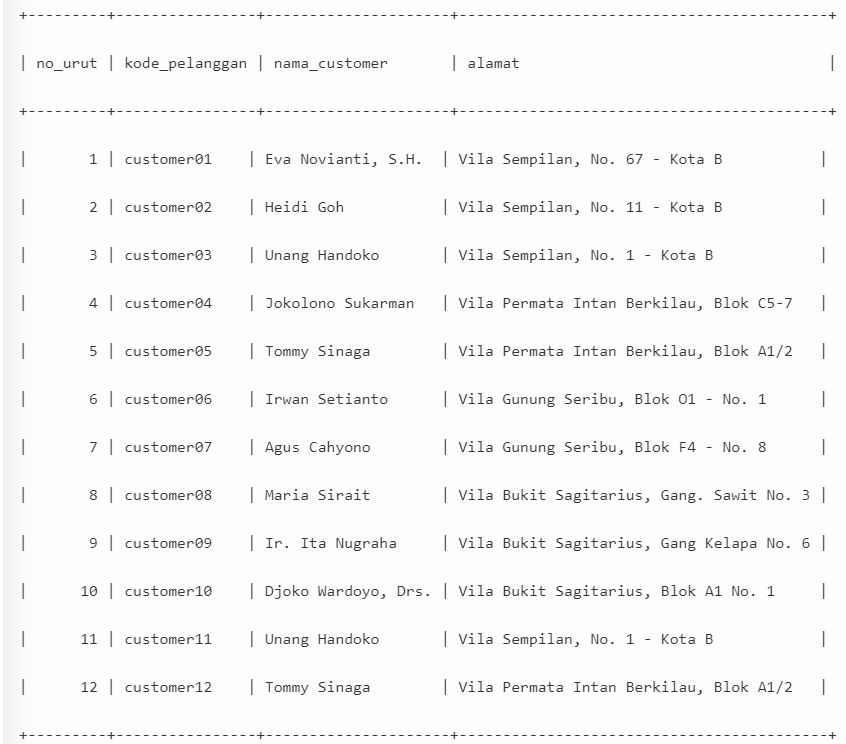 +---------+----------------+---------------------+------------------------------------------+
| no_urut | kode_pelanggan | nama_customer       | alamat                                   |
+---------+----------------+---------------------+------------------------------------------+
|       1 | customer01    | Eva Novianti, S.H.  | Vila Sempilan, No. 67 - Kota B           |
|       2 | customer02    | Heidi Goh           | Vila Sempilan, No. 11 - Kota B           |
|       3 | customer03    | Unang Handoko       | Vila Sempilan, No. 1 - Kota B            |
|       4 | customer04    | Jokolono Sukarman   | Vila Permata Intan Berkilau, Blok C5-7   |
|       5 | customer05    | Tommy Sinaga        | Vila Permata Intan Berkilau, Blok A1/2   |
|       6 | customer06    | Irwan Setianto      | Vila Gunung Seribu, Blok O1 - No. 1      |
|       7 | customer07    | Agus Cahyono        | Vila Gunung Seribu, Blok F4 - No. 8      |
|       8 | customer08    | Maria Sirait        | Vila Bukit Sagitarius, Gang. Sawit No. 3 |
|       9 | customer09    | Ir. Ita Nugraha     | Vila Bukit Sagitarius, Gang Kelapa No. 6 |
|      10 | customer10    | Djoko Wardoyo, Drs. | Vila Bukit Sagitarius, Blok A1 No. 1     |
|      11 | customer11    | Unang Handoko       | Vila Sempilan, No. 1 - Kota B            |
|      12 | customer12    | Tommy Sinaga        | Vila Permata Intan Berkilau, Blok A1/2   |
+---------+----------------+---------------------+------------------------------------------+